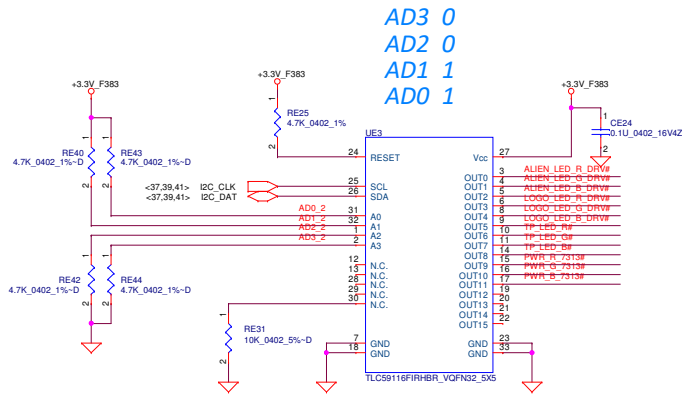 AD3 0
AD2 0
AD1 1
AD0 1
+3.3V_F383
+3.3V_F383
+3.3V_F383
1
2
RE25
4.7K_0402_1%
1
CE24
0.1U_0402_16V4Z
2
1
1
RE40
4.7K_0402_1%~D
RE43
4.7K_0402_1%~D
2
2
UE3
24
RESET
Vcc
27
<37,39,41>
I2C_CLK
25
SCL
<37,39,41>
I2C_DAT
26
SDA
AD0_2
31
A0
AD1_2
32
A1
AD2_2
1
A2
AD3_2
2
A3
12
N.C.
13
N.C.
28
N.C.
29
N.C.
30
N.C.
7
GND
18
GND
OUT0
3
ALIEN_LED_R_DRV#
OUT1
4
ALIEN_LED_G_DRV#
OUT2
5
ALIEN_LED_B_DRV#
OUT3
6
LOGO_LED_R_DRV#
OUT4
8
LOGO_LED_G_DRV#
OUT5
9
LOGO_LED_B_DRV#
OUT6
10
TP_LED_R#
OUT7
11
TP_LED_G#
OUT8
14
TP_LED_B#
OUT9
15
PWR_R_7313#
OUT10
16
PWR_G_7313#
OUT11
17
PWR_B_7313#
OUT12
19
OUT13
20
OUT14
21
OUT15
22
GND
23
GND
33
1
1
RE42
4.7K_0402_1%~D
RE44
4.7K_0402_1%~D
2
2
1
RE31
10K_0402_5%~D
2
TLC59116FIRHBR_VQFN32_5X5